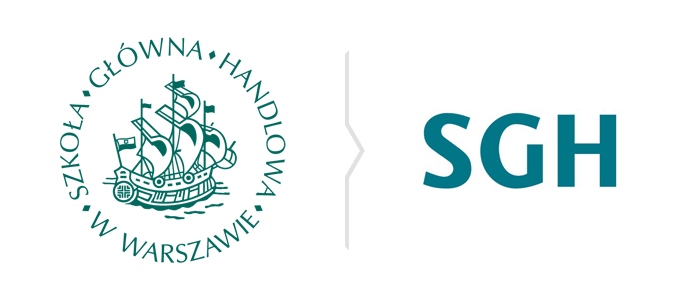 SZKOŁA ♦ GŁÓWNA ♦ HANDLOWA ♦ W WARSZAWIE ♦
SGH